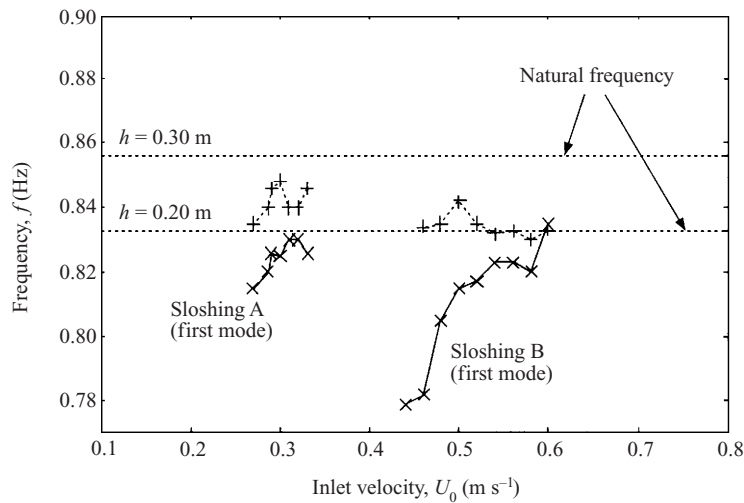 0.90
0.88
0.86
0.84
0.82
0.80
0.78
Frequency, f (Hz)
Natural frequency
h = 0.30 m
h = 0.20 m
Sloshing A
(first mode)
Sloshing B
(first mode)
0.1 0.2 0.3 0.4 0.5 0.6 0.7 0.8
Inlet velocity, U₀ (m s⁻¹)